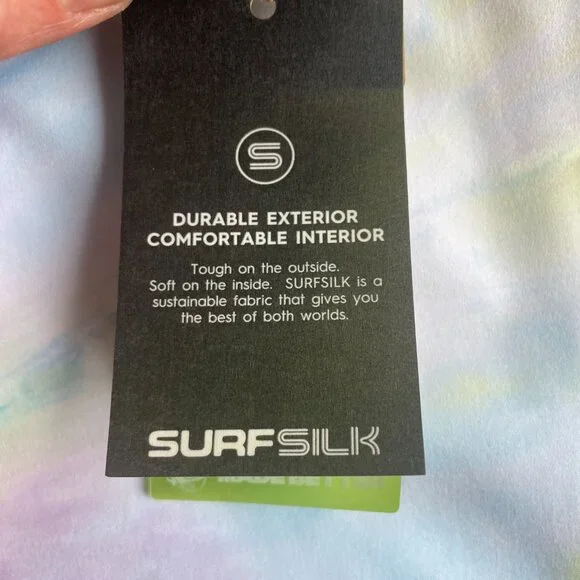 S
DURABLE EXTERIOR
COMFORTABLE INTERIOR
Tough on the outside.
Soft on the inside. SURFSILK is a
sustainable fabric that gives you
the best of both worlds.
SURFSILK